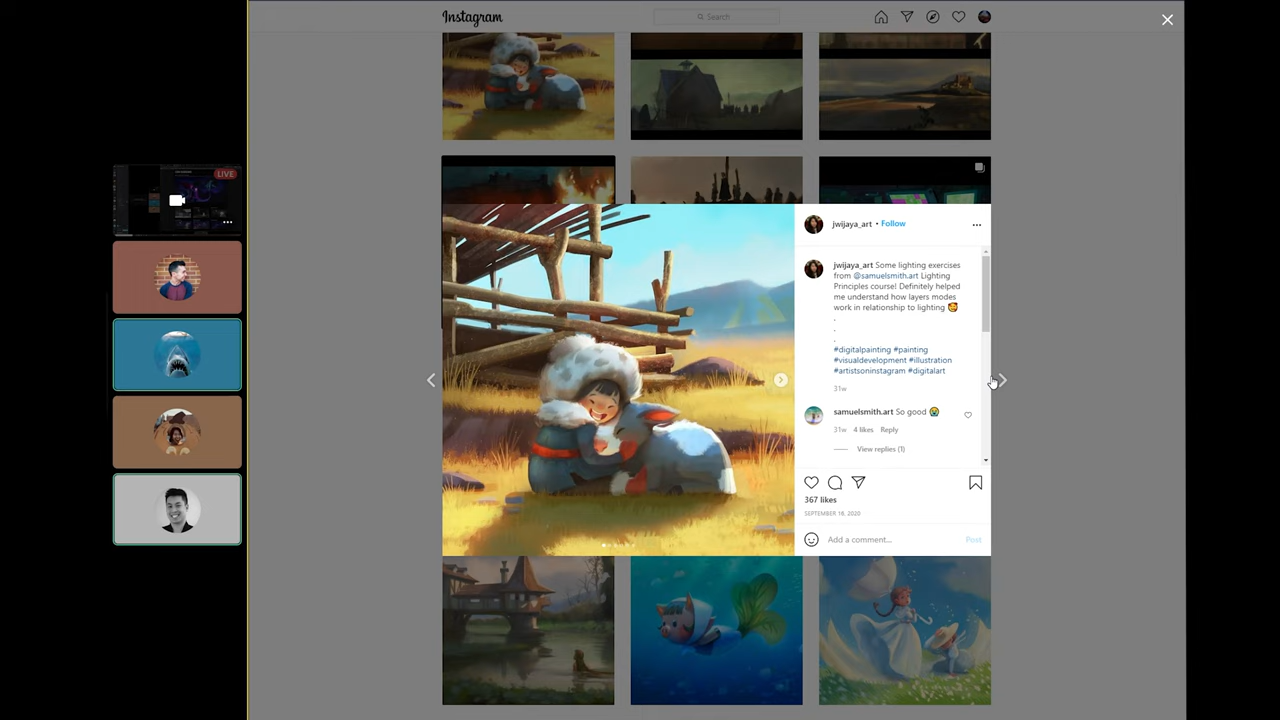 Instagram
Search
LIVE
jwijaya_art • Follow
jwijaya_art Some lighting exercises
from @samuelsmith.art Lighting
Principles course! Definitely helped
me understand how layers modes
work in relationship to lighting 🥰
.
.
.
#digitalpainting #painting
#visualdevelopment #illustration
#artistsoninstagram #digitalart
31w
samuelsmith.art So good 😭
31w 4 likes Reply
View replies (1)
367 likes
SEPTEMBER 16, 2020
Add a comment...
Post